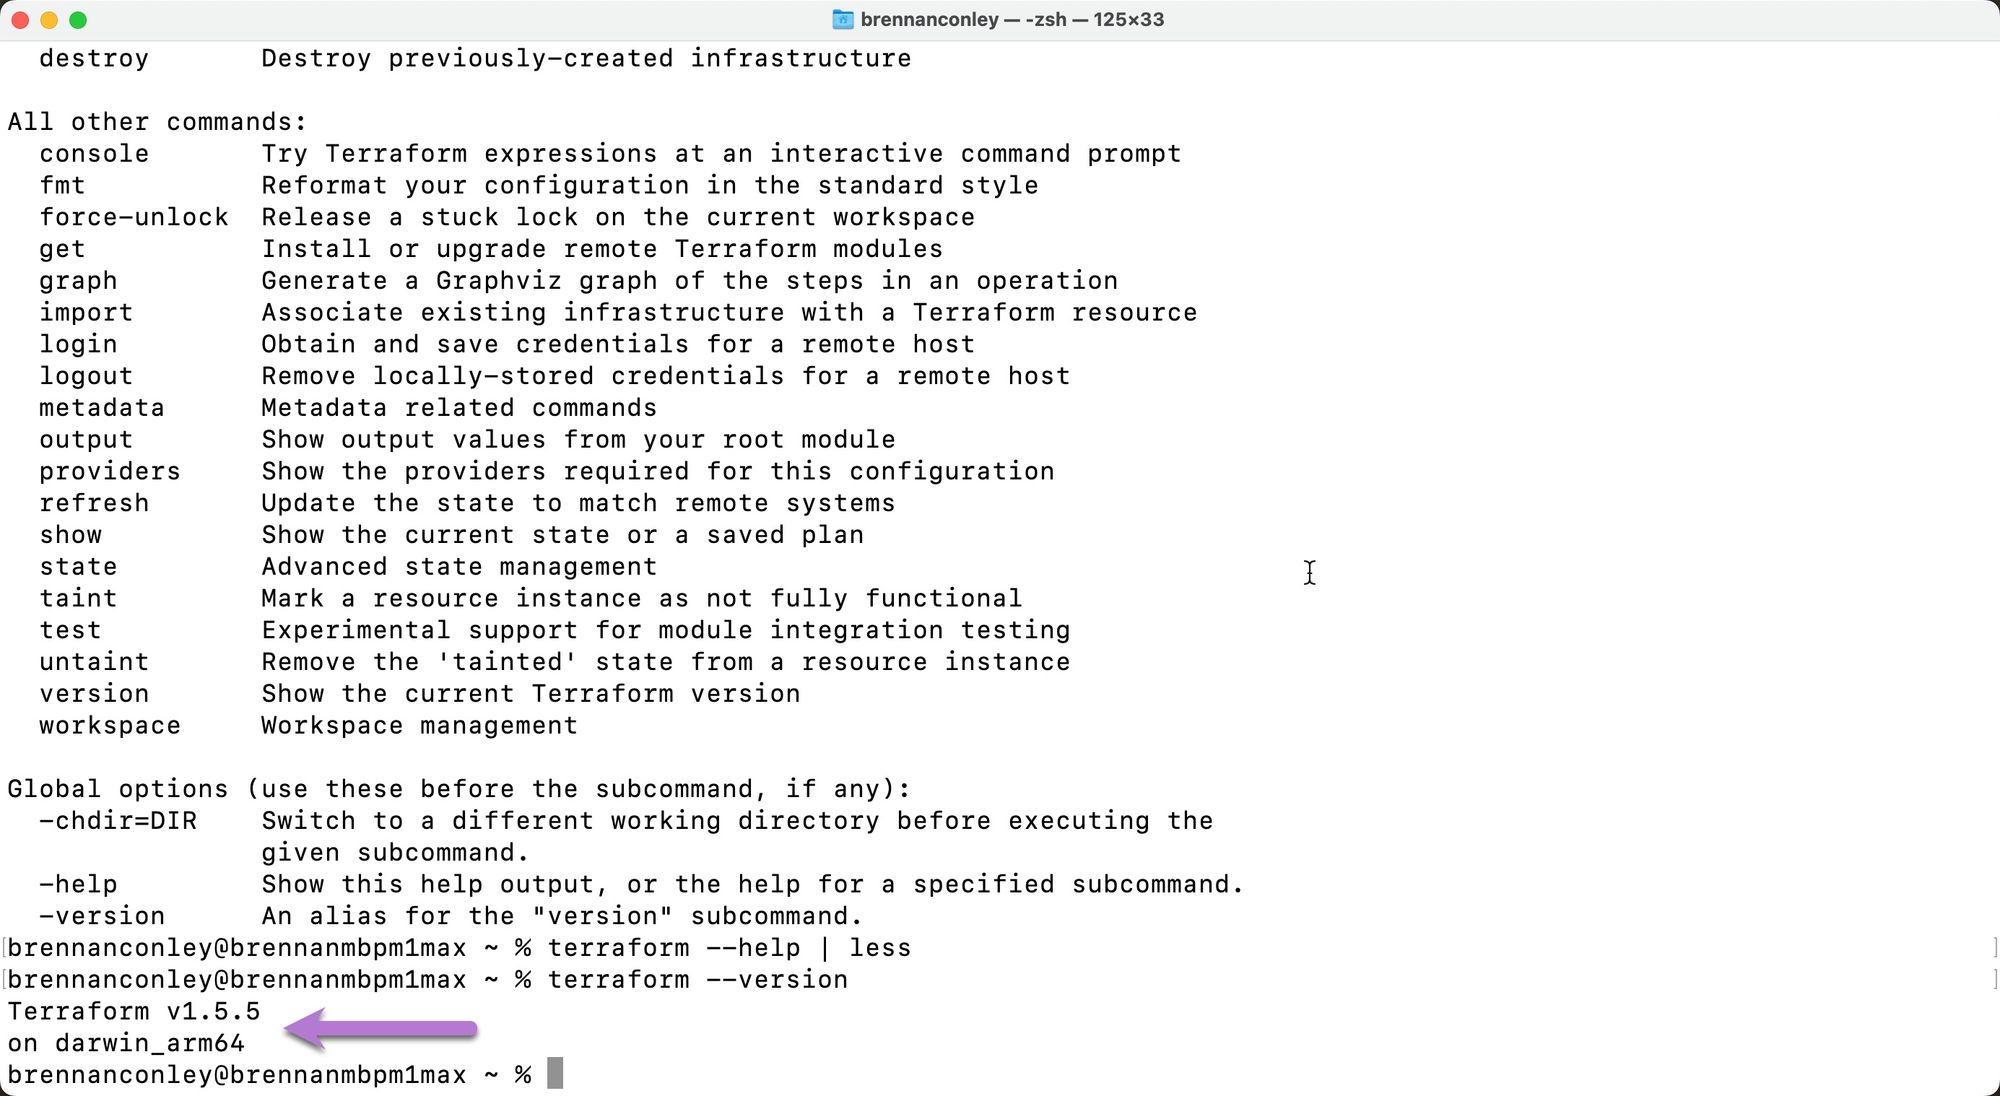 brennanconley — -zsh — 125×33
  destroy       Destroy previously-created infrastructure

All other commands:
  console       Try Terraform expressions at an interactive command prompt
  fmt           Reformat your configuration in the standard style
  force-unlock  Release a stuck lock on the current workspace
  get           Install or upgrade remote Terraform modules
  graph         Generate a Graphviz graph of the steps in an operation
  import        Associate existing infrastructure with a Terraform resource
  login         Obtain and save credentials for a remote host
  logout        Remove locally-stored credentials for a remote host
  metadata      Metadata related commands
  output        Show output values from your root module
  providers     Show the providers required for this configuration
  refresh       Update the state to match remote systems
  show          Show the current state or a saved plan
  state         Advanced state management
  taint         Mark a resource instance as not fully functional
  test          Experimental support for module integration testing
  untaint       Remove the 'tainted' state from a resource instance
  version       Show the current Terraform version
  workspace     Workspace management

Global options (use these before the subcommand, if any):
  -chdir=DIR    Switch to a different working directory before executing the
                given subcommand.
  -help         Show this help output, or the help for a specified subcommand.
  -version      An alias for the "version" subcommand.
[brennanconley@brennanmbpm1max ~ % terraform --help | less ]
[brennanconley@brennanmbpm1max ~ % terraform --version ]
Terraform v1.5.5
on darwin_arm64
brennanconley@brennanmbpm1max ~ %